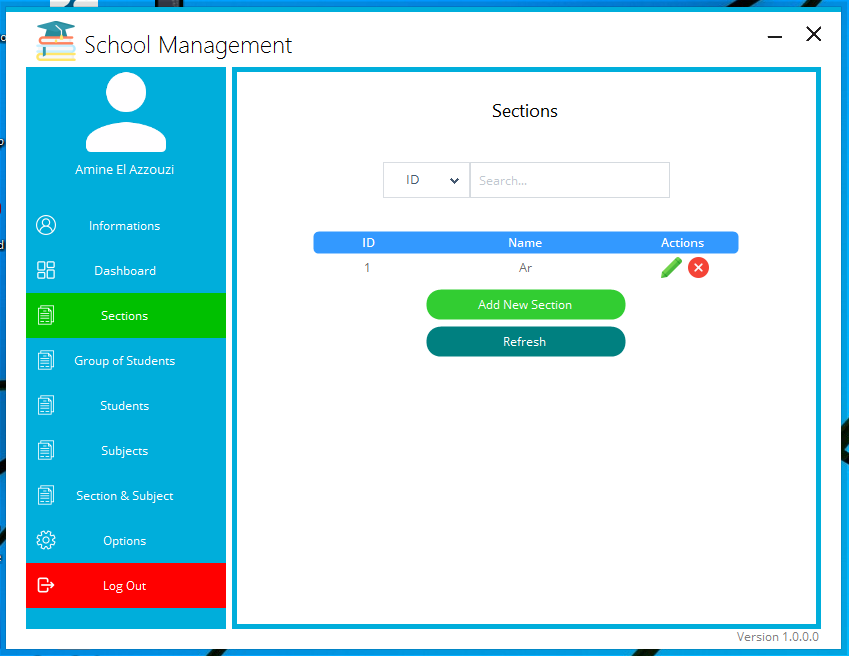 School Management
Amine El Azzouzi
Informations
Dashboard
Sections
Group of Students
Students
Subjects
Section & Subject
Options
Log Out
Sections
ID
Search...
ID Name Actions
1 Ar
Add New Section
Refresh
Version 1.0.0.0